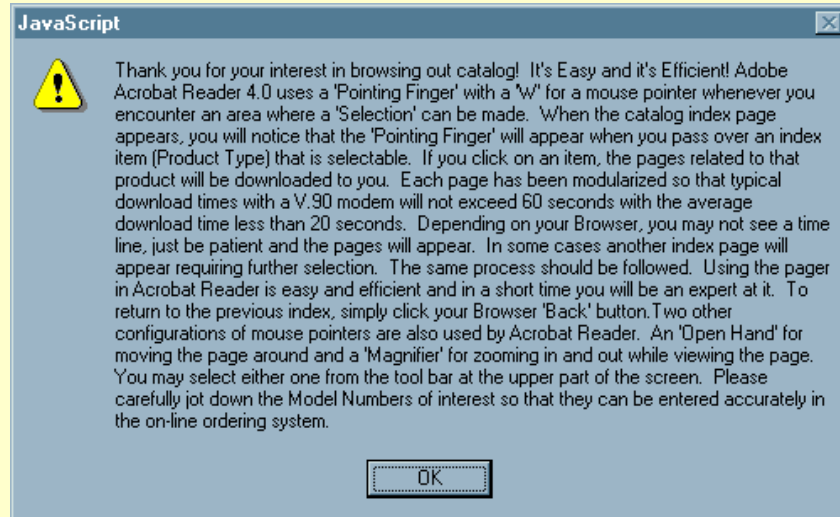 JavaScript
Thank you for your interest in browsing out catalog!  It's Easy and it's Efficient! Adobe
Acrobat Reader 4.0 uses a 'Pointing Finger' with a 'W' for a mouse pointer whenever you
encounter an area where a 'Selection' can be made.  When the catalog index page
appears, you will notice that the 'Pointing Finger' will appear when you pass over an index
item (Product Type) that is selectable.  If you click on an item, the pages related to that
product will be downloaded to you.  Each page has been modularized so that typical
download times with a V.90 modem will not exceed 60 seconds with the average
download time less than 20 seconds.  Depending on your Browser, you may not see a time
line, just be patient and the pages will appear.  In some cases another index page will
appear requiring further selection.  The same process should be followed.  Using the pager
in Acrobat Reader is easy and efficient and in a short time you will be an expert at it.  To
return to the previous index, simply click your Browser 'Back' button.Two other
configurations of mouse pointers are also used by Acrobat Reader.  An 'Open Hand' for
moving the page around and a 'Magnifier' for zooming in and out while viewing the page.
You may select either one from the tool bar at the upper part of the screen.  Please
carefully jot down the Model Numbers of interest so that they can be entered accurately in
the on-line ordering system.
OK